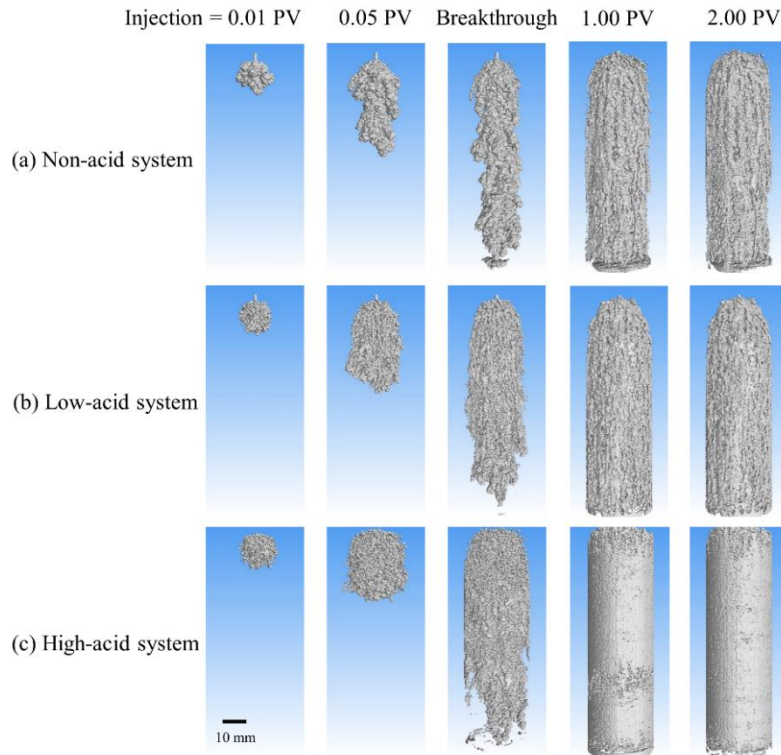 Injection = 0.01 PV 0.05 PV Breakthrough 1.00 PV 2.00 PV
(a) Non-acid system
(b) Low-acid system
(c) High-acid system
10 mm